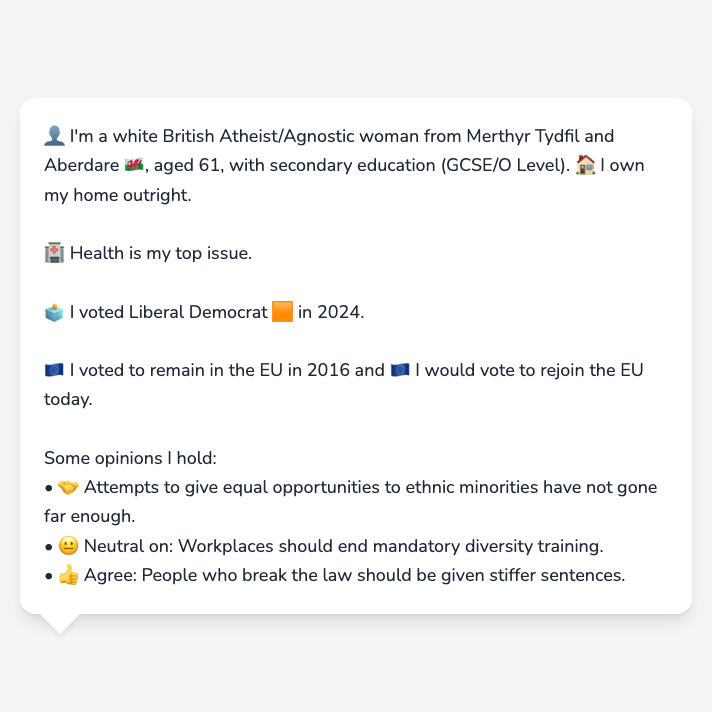 👤 I'm a white British Atheist/Agnostic woman from Merthyr Tydfil and
Aberdare 🏴󠁧󠁢󠁷󠁬󠁳󠁿, aged 61, with secondary education (GCSE/O Level). 🏠 I own
my home outright.
🏥 Health is my top issue.
🗳️ I voted Liberal Democrat 🟧 in 2024.
🇪🇺 I voted to remain in the EU in 2016 and 🇪🇺 I would vote to rejoin the EU
today.
Some opinions I hold:
• 🤝 Attempts to give equal opportunities to ethnic minorities have not gone
far enough.
• 😐 Neutral on: Workplaces should end mandatory diversity training.
• 👍 Agree: People who break the law should be given stiffer sentences.